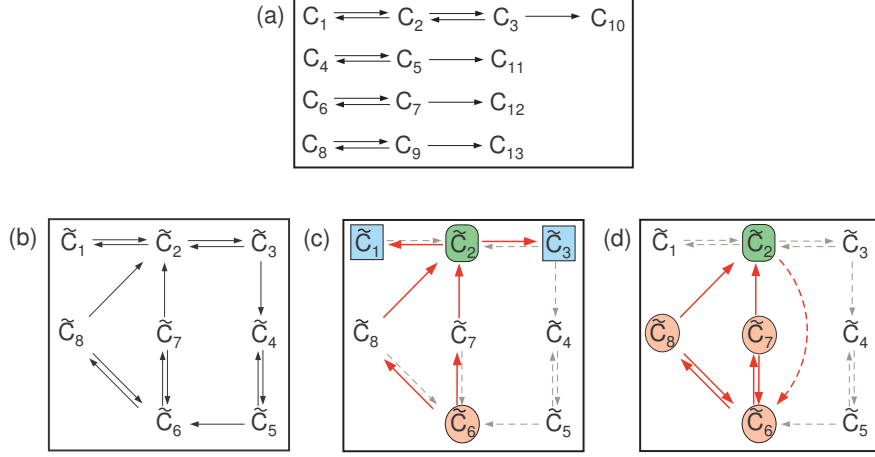 (a) C₁ C₂ C₃ C₁₀
C₄ C₅ C₁₁
C₆ C₇ C₁₂
C₈ C₉ C₁₃
(b) C̃₁ C̃₂ C̃₃
C̃₈ C̃₇ C̃₄
C̃₆ C̃₅
(c) C̃₁ C̃₂ C̃₃
C̃₈ C̃₇ C̃₄
C̃₆ C̃₅
(d) C̃₁ C̃₂ C̃₃
C̃₈ C̃₇ C̃₄
C̃₆ C̃₅